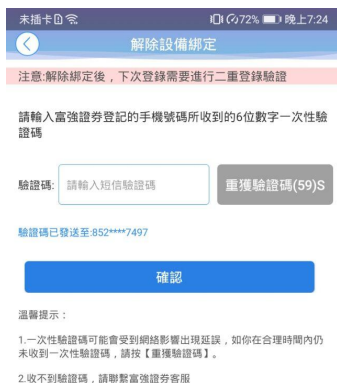 未插卡 72% 晚上7:24
解除設備綁定
注意:解除綁定後，下次登錄需要進行二重登錄驗證
請輸入富強證券登記的手機號碼所收到的6位數字一次性驗
證碼
驗證碼: 請輸入短信驗證碼 重獲驗證碼(59)S
驗證碼已發送至:852****7497
確認
溫馨提示：
1.一次性驗證碼可能會受到網絡影響出現延誤，如你在合理時間內仍
未收到一次性驗證碼，請按【重獲驗證碼】。
2.收不到驗證碼，請聯繫富強證券客服